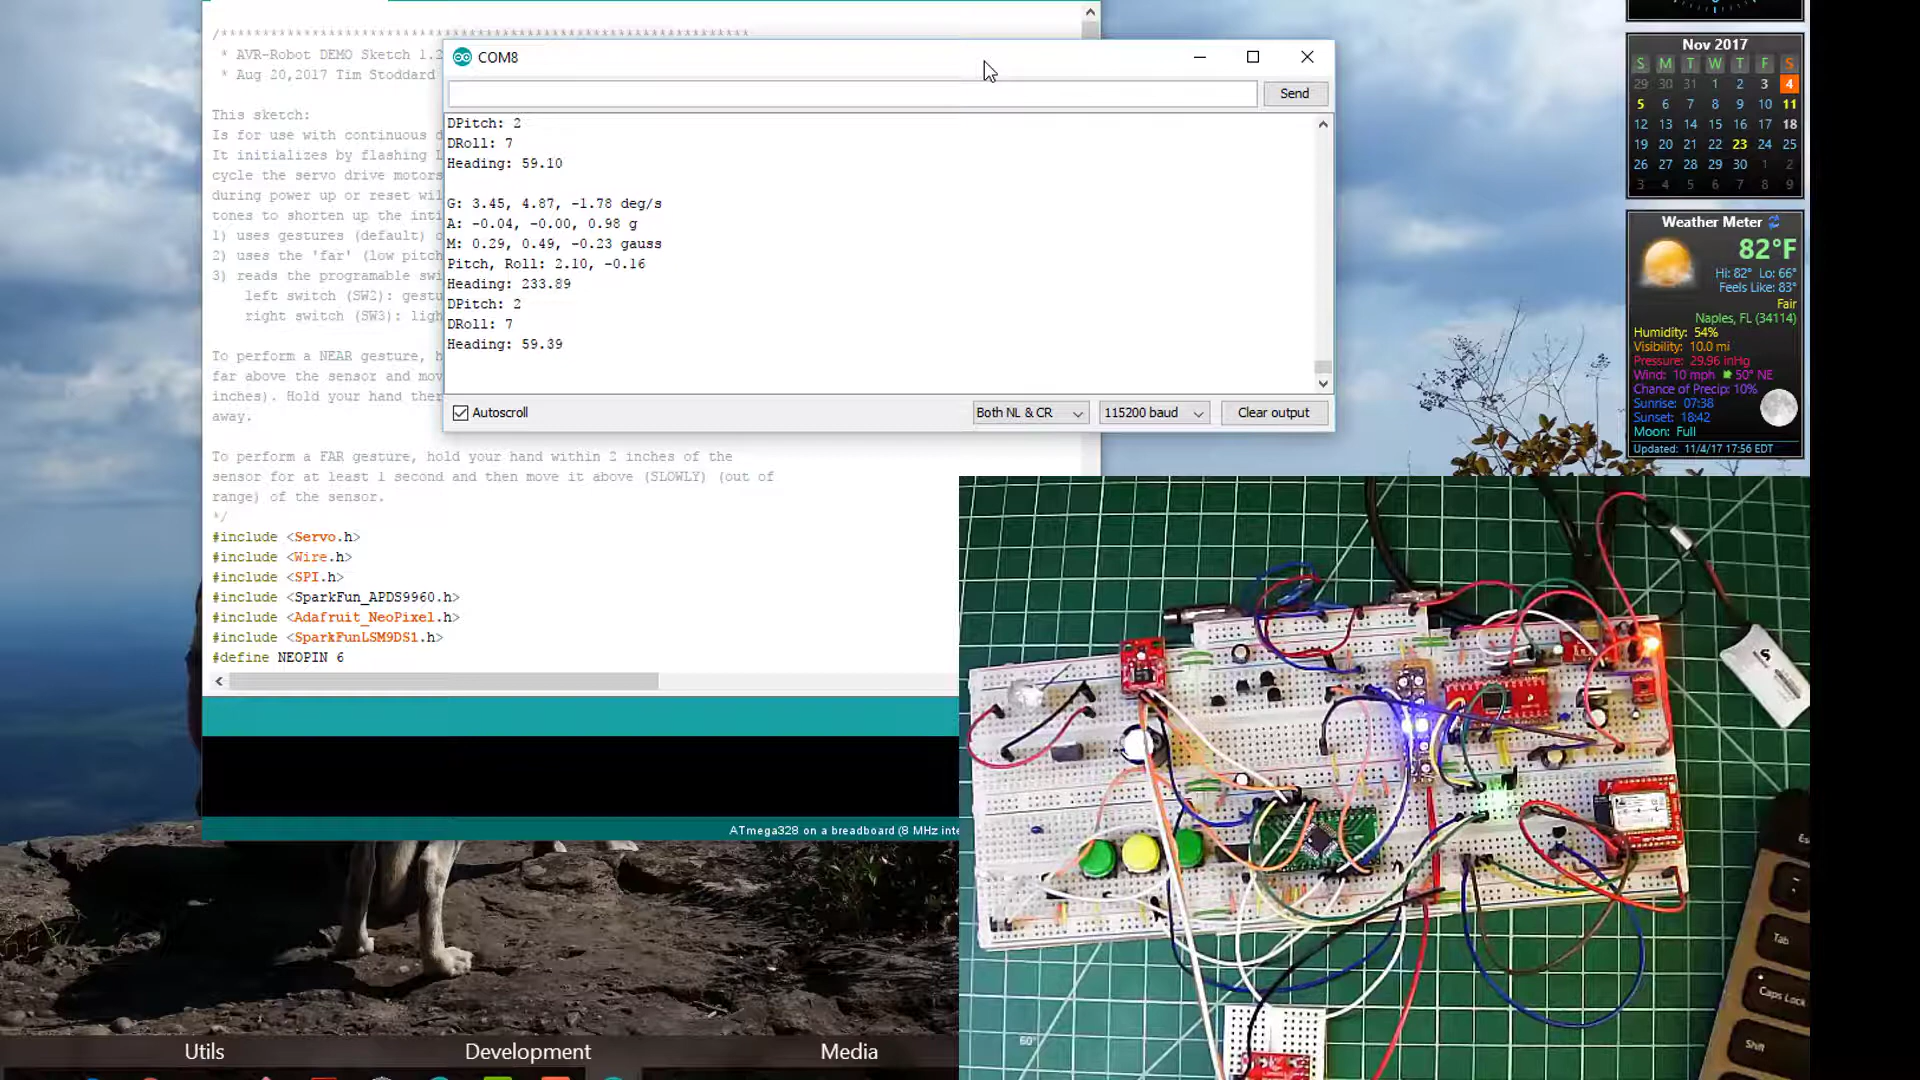 /****************************************************************
* AVR-Robot DEMO Sketch 1.2
* Aug 20,2017 Tim Stoddard
This sketch:
Is for use with continuous d
It initializes by flashing L
cycle the servo drive motors
during power up or reset wil
tones to shorten up the inti
1) uses gestures (default) c
2) uses the 'far' (low pitch
3) reads the programable swi
left switch (SW2): gestu
right switch (SW3): ligh
To perform a NEAR gesture, h
far above the sensor and mov
inches). Hold your hand ther
away.
To perform a FAR gesture, hold your hand within 2 inches of the
sensor for at least 1 second and then move it above (SLOWLY) (out of
range) of the sensor.
*/
#include <Servo.h>
#include <Wire.h>
#include <SPI.h>
#include <SparkFun_APDS9960.h>
#include <Adafruit_NeoPixel.h>
#include <SparkFunLSM9DS1.h>
#define NEOPIN 6
ATmega328 on a breadboard (8 MHz inte
COM8
Send
DPitch: 2
DRoll: 7
Heading: 59.10
G: 3.45, 4.87, -1.78 deg/s
A: -0.04, -0.00, 0.98 g
M: 0.29, 0.49, -0.23 gauss
Pitch, Roll: 2.10, -0.16
Heading: 233.89
DPitch: 2
DRoll: 7
Heading: 59.39
Autoscroll
Both NL & CR
115200 baud
Clear output
Nov 2017
S M T W T F S
29 30 31 1 2 3 4
5 6 7 8 9 10 11
12 13 14 15 16 17 18
19 20 21 22 23 24 25
26 27 28 29 30 1 2
3 4 5 6 7 8 9
Weather Meter
82°F
Hi: 82° Lo: 66°
Feels Like: 83°
Fair
Naples, FL (34114)
Humidity: 54%
Visibility: 10.0 mi
Pressure: 29.96 inHg
Wind: 10 mph 50° NE
Chance of Precip: 10%
Sunrise: 07:38
Sunset: 18:42
Moon: Full
Updated: 11/4/17 17:56 EDT
Tab
Caps Lock
Shift
60°
Utils
Development
Media